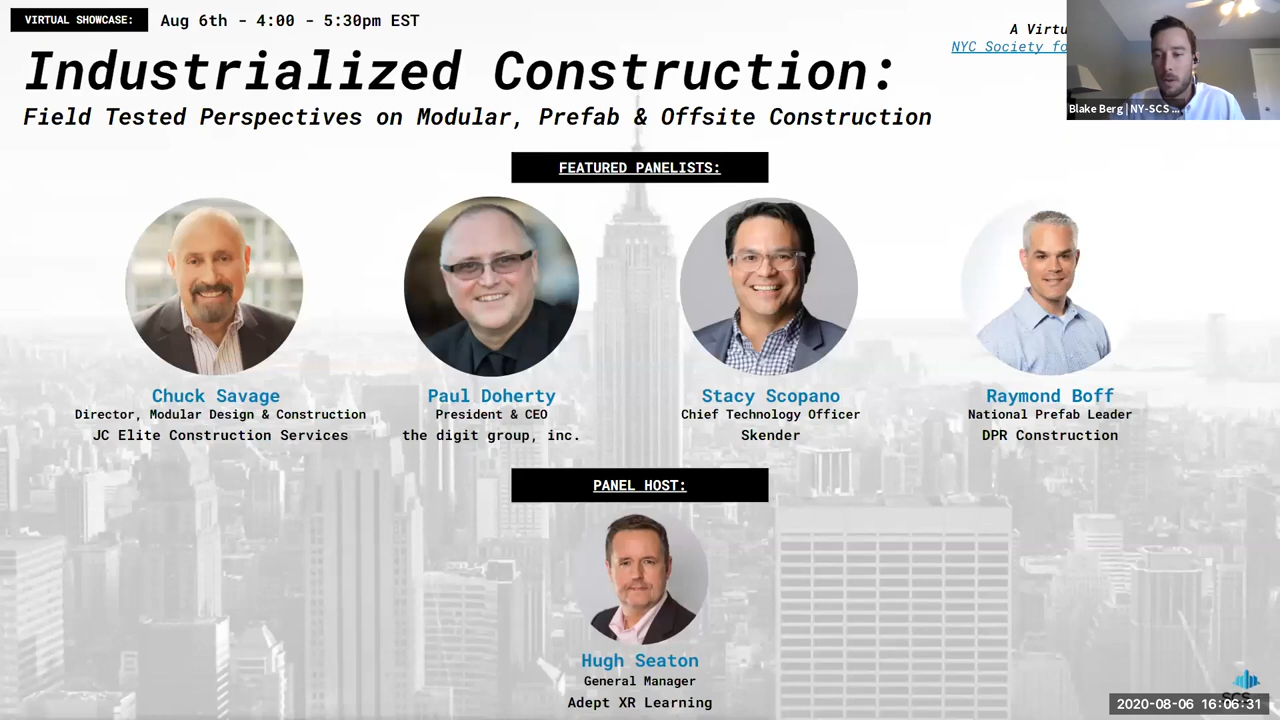 VIRTUAL SHOWCASE:
Aug 6th - 4:00 - 5:30pm EST
A Virtu
NYC Society fo
Industrialized Construction:
Field Tested Perspectives on Modular, Prefab & Offsite Construction
Blake Berg | NY-SCS ...
FEATURED PANELISTS:
Chuck Savage
Director, Modular Design & Construction
JC Elite Construction Services
Paul Doherty
President & CEO
the digit group, inc.
Stacy Scopano
Chief Technology Officer
Skender
Raymond Boff
National Prefab Leader
DPR Construction
PANEL HOST:
Hugh Seaton
General Manager
Adept XR Learning
SCS
2020-08-06 16:06:31